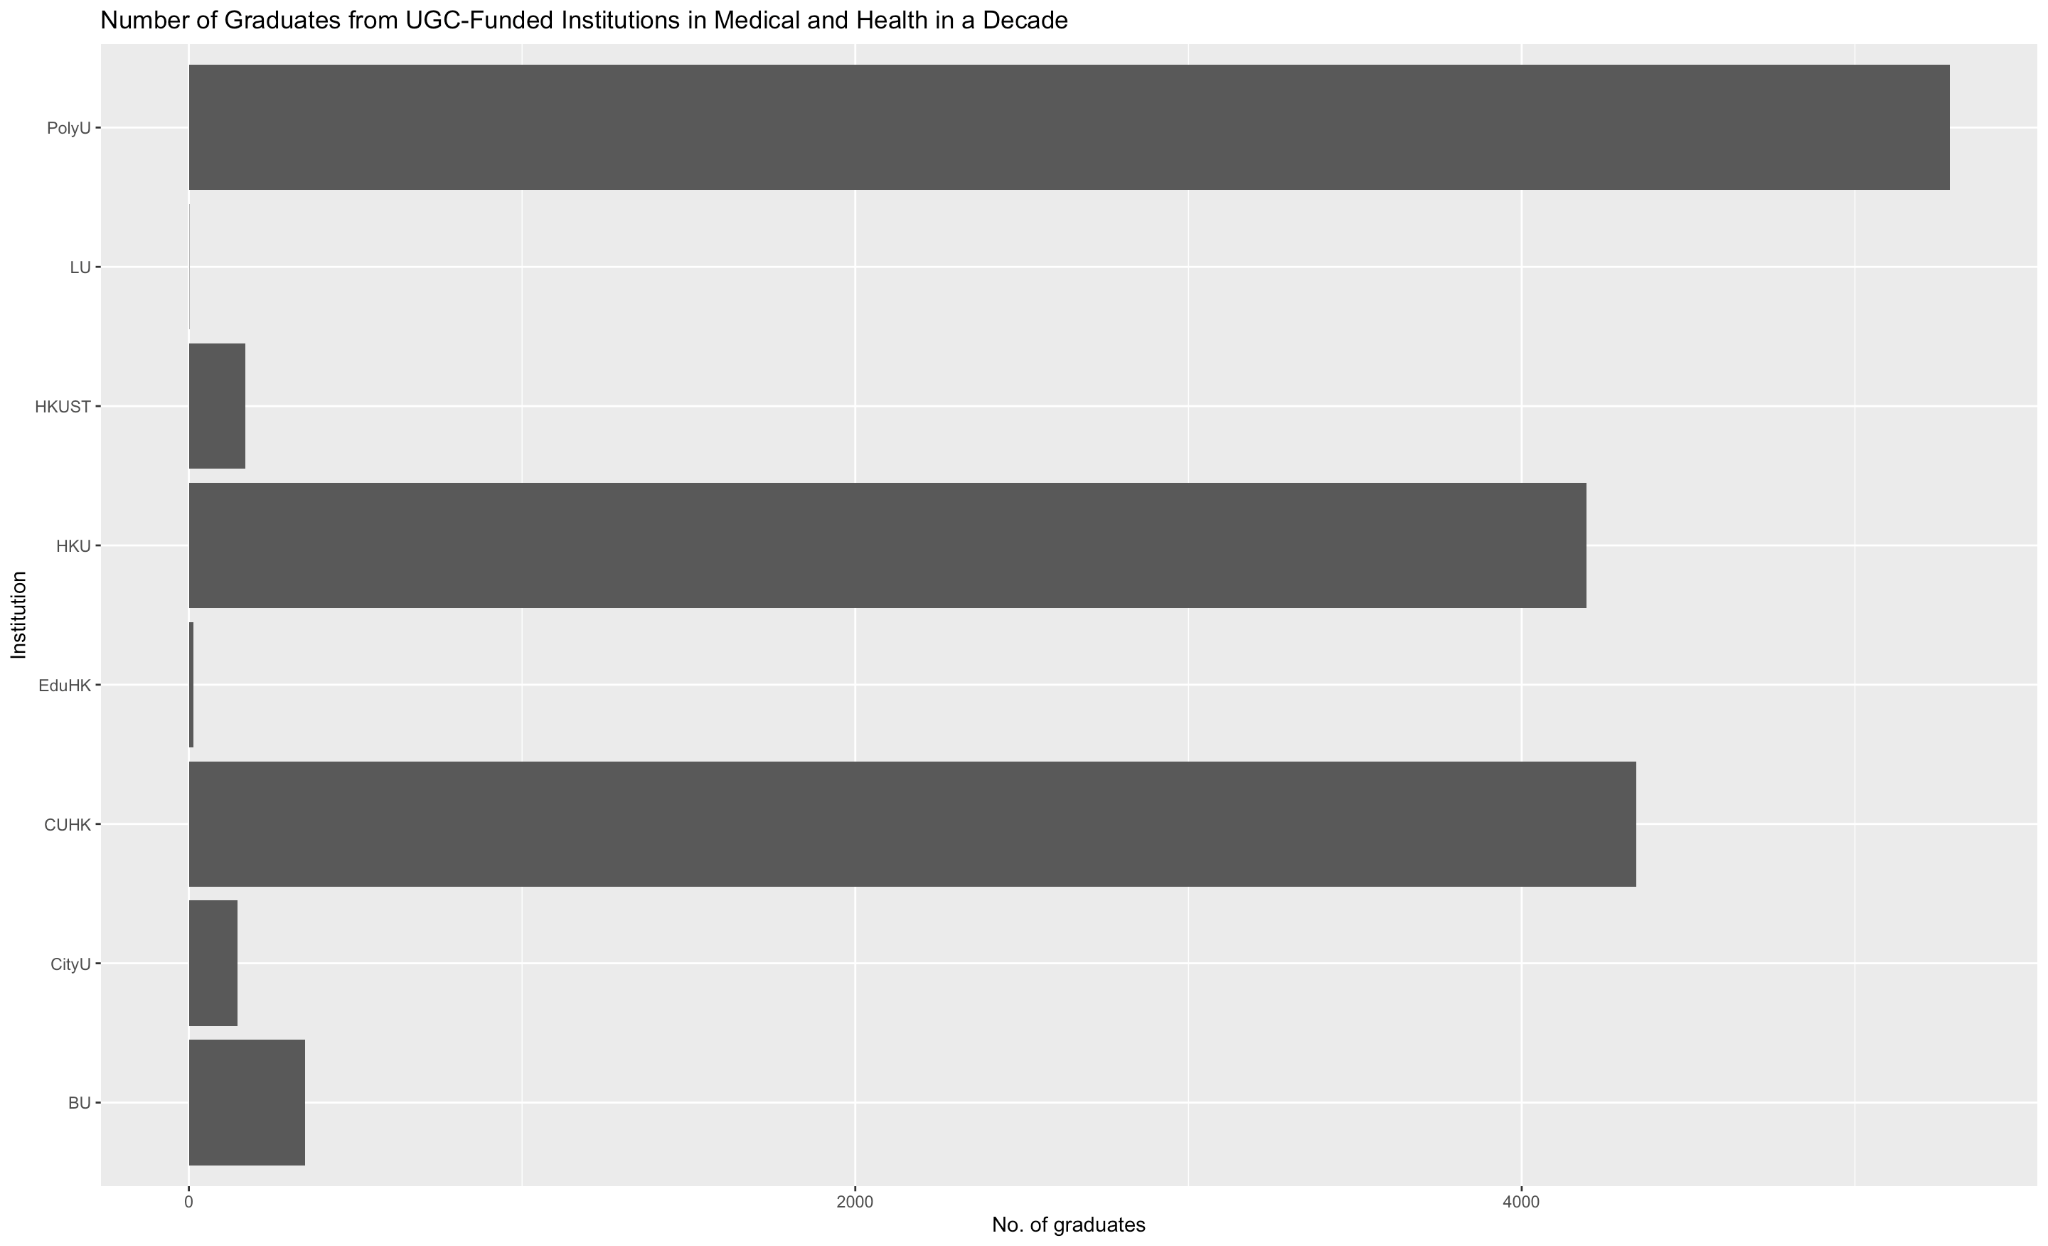 Number of Graduates from UGC-Funded Institutions in Medical and Health in a Decade
PolyU
LU
HKUST
HKU
EduHK
CUHK
CityU
BU
Institution
0 2000 4000
No. of graduates